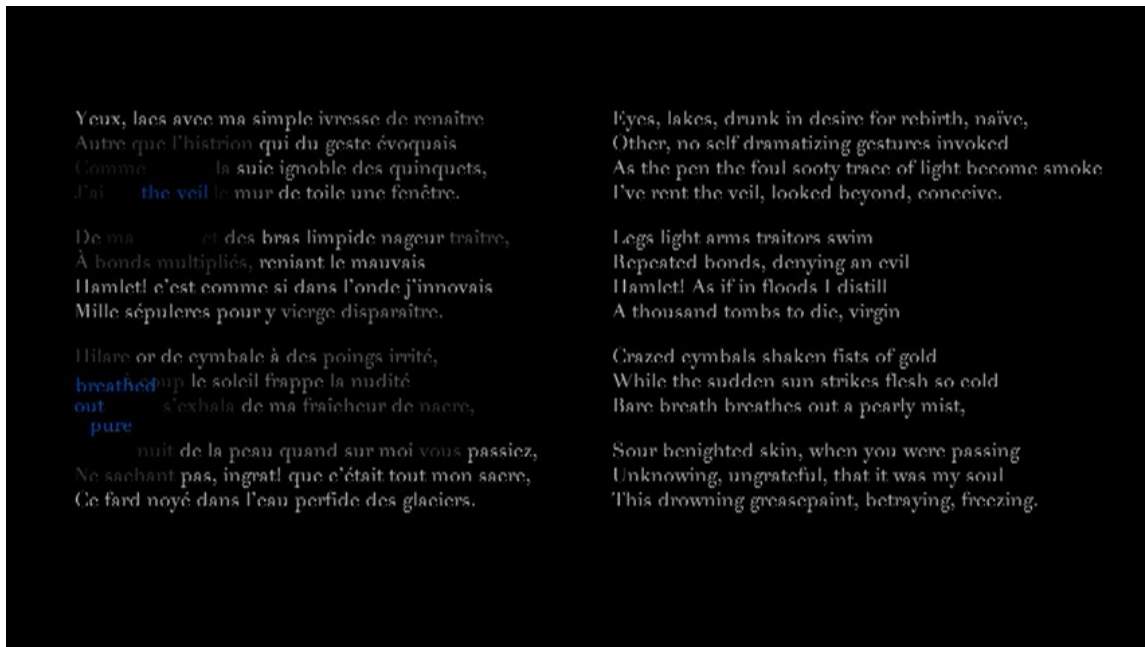 Yeux, lacs avec ma simple ivresse de renaître
Autre que l'histrion qui du geste évoquais
Comme la suie ignoble des quinquets,
J'ai the veil le mur de toile une fenêtre.
De ma et des bras limpide nageur traître,
À bonds multipliés, reniant le mauvais
Hamlet! c'est comme si dans l'onde j'innovais
Mille sépulcres pour y vierge disparaître.
Hilare or de cymbale à des poings irrité,
breathed le soleil frappe la nudité
out s'exhala de ma fraîcheur de nacre,
pure
nuit de la peau quand sur moi vous passiez,
Ne sachant pas, ingrat! que c'était tout mon sacre,
Ce fard noyé dans l'eau perfide des glaciers.
Eyes, lakes, drunk in desire for rebirth, naïve,
Other, no self dramatizing gestures invoked
As the pen the foul sooty trace of light become smoke
I've rent the veil, looked beyond, conceive.
Legs light arms traitors swim
Repeated bonds, denying an evil
Hamlet! As if in floods I distill
A thousand tombs to die, virgin
Crazed cymbals shaken fists of gold
While the sudden sun strikes flesh so cold
Bare breath breathes out a pearly mist,
Sour benighted skin, when you were passing
Unknowing, ungrateful, that it was my soul
This drowning greasepaint, betraying, freezing.